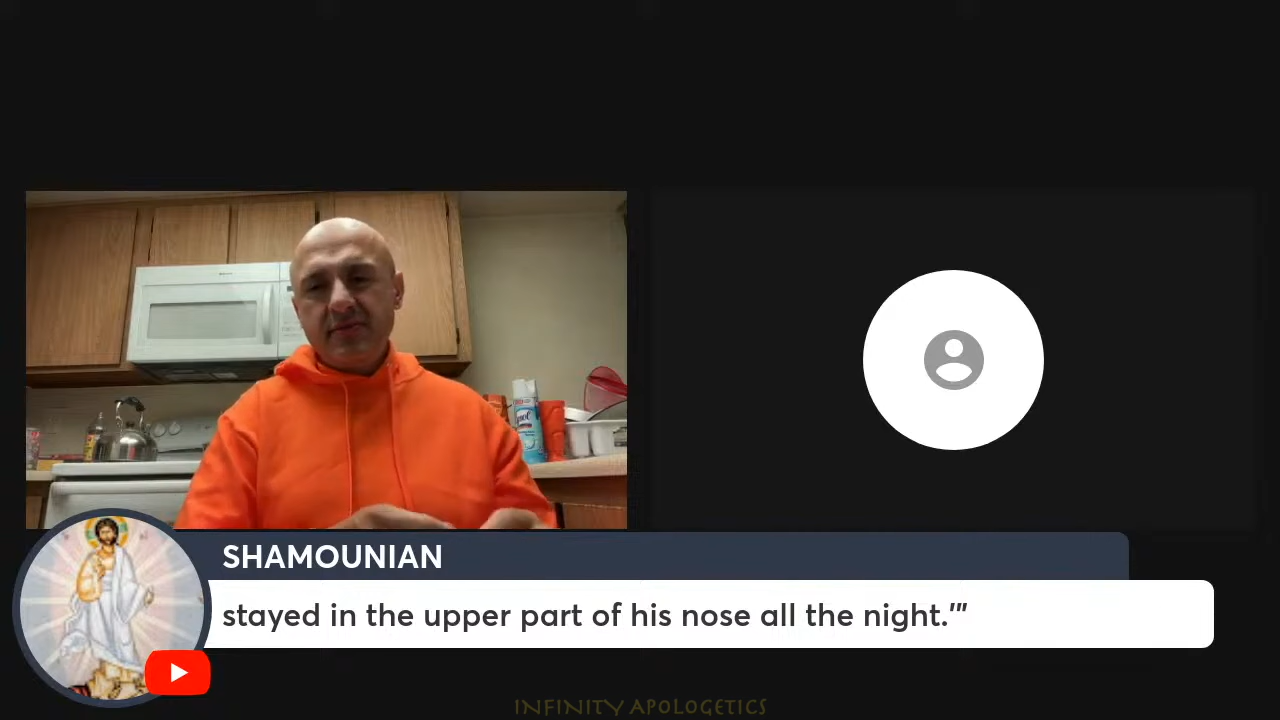 SHAMOUNIAN
stayed in the upper part of his nose all the night.’”
INFINITY APOLOGETICS